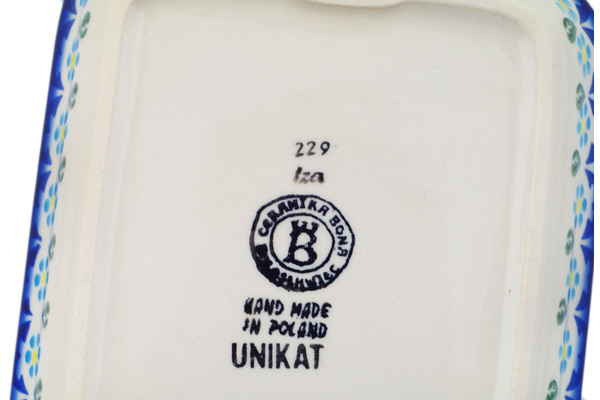 229
Iza
CERAMIKA BONA
B
HAND MADE
IN POLAND
UNIKAT